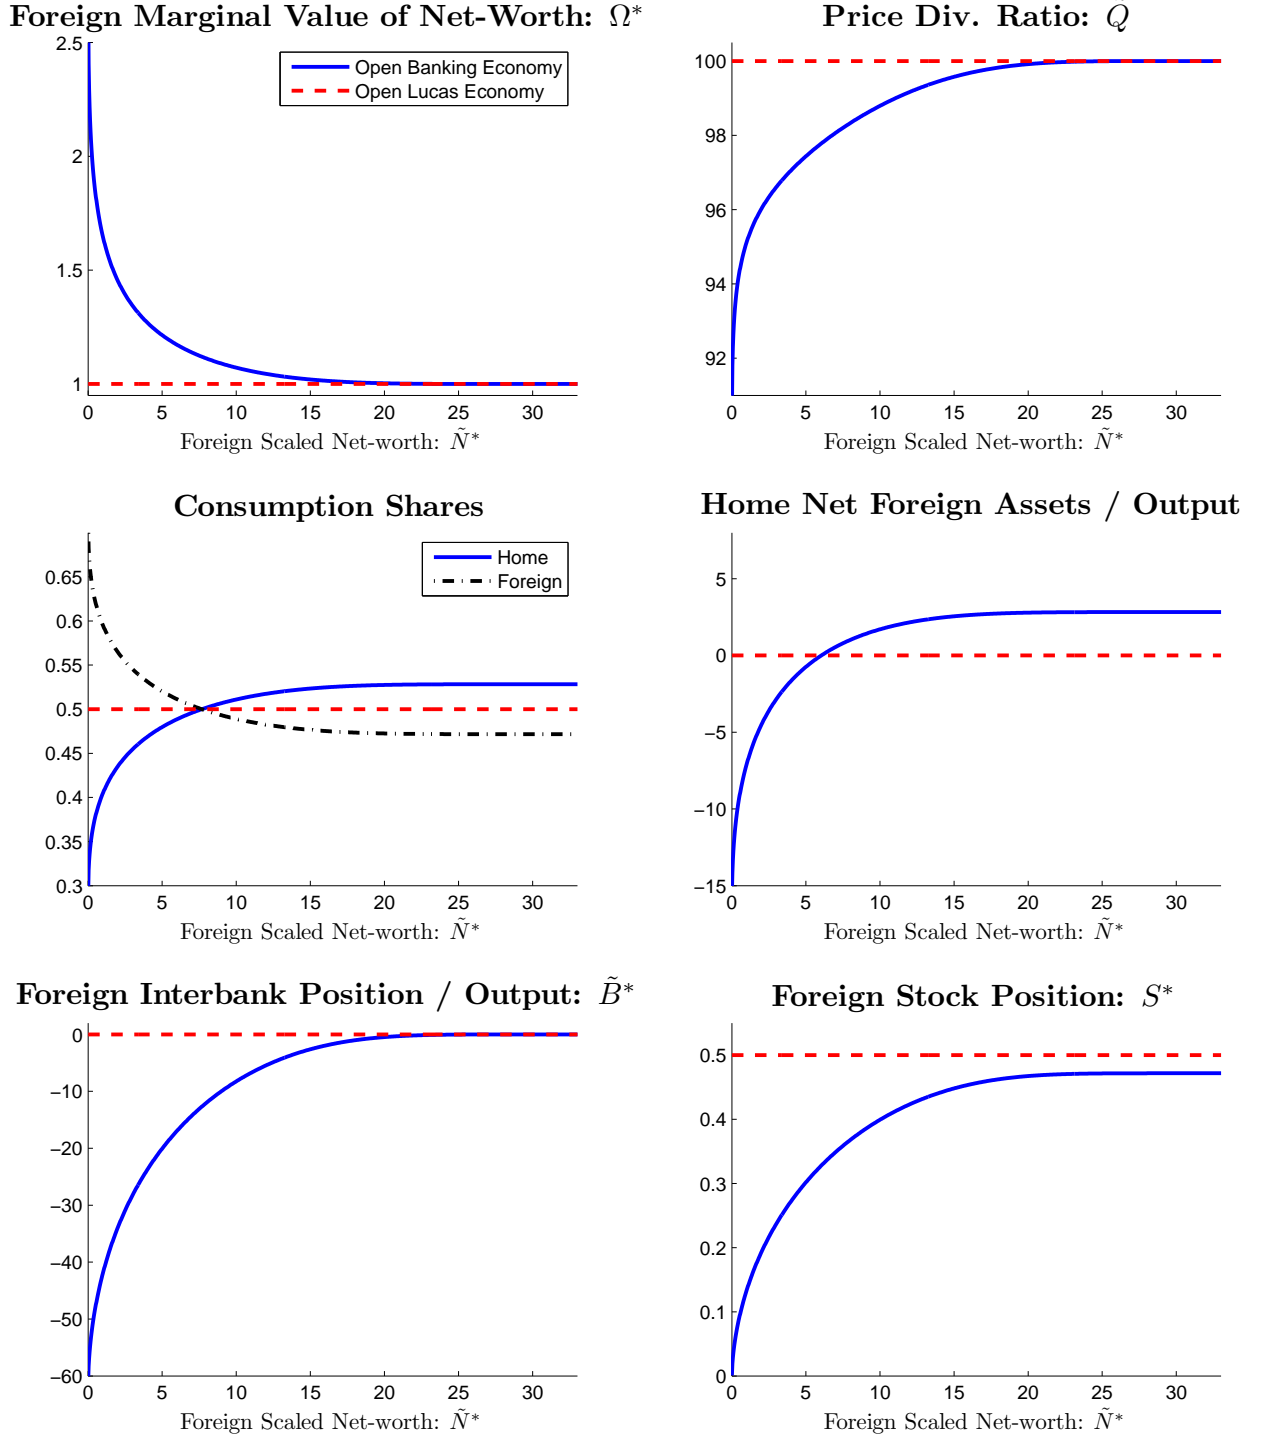 Foreign Marginal Value of Net-Worth: Ω*
2.5
2
1.5
1
0 5 10 15 20 25 30
Open Banking Economy
Open Lucas Economy
Foreign Scaled Net-worth: Ñ*
Price Div. Ratio: Q̃
100
98
96
94
92
0 5 10 15 20 25 30
Foreign Scaled Net-worth: Ñ*
Consumption Shares
0.65
0.6
0.55
0.5
0.45
0.4
0.35
0.3
0 5 10 15 20 25 30
Home
Foreign
Foreign Scaled Net-worth: Ñ*
Home Net Foreign Assets / Output
5
0
−5
−10
−15
0 5 10 15 20 25 30
Foreign Scaled Net-worth: Ñ*
Foreign Interbank Position / Output: B̃*
0
−10
−20
−30
−40
−50
−60
0 5 10 15 20 25 30
Foreign Scaled Net-worth: Ñ*
Foreign Stock Position: S*
0.5
0.4
0.3
0.2
0.1
0
0 5 10 15 20 25 30
Foreign Scaled Net-worth: Ñ*